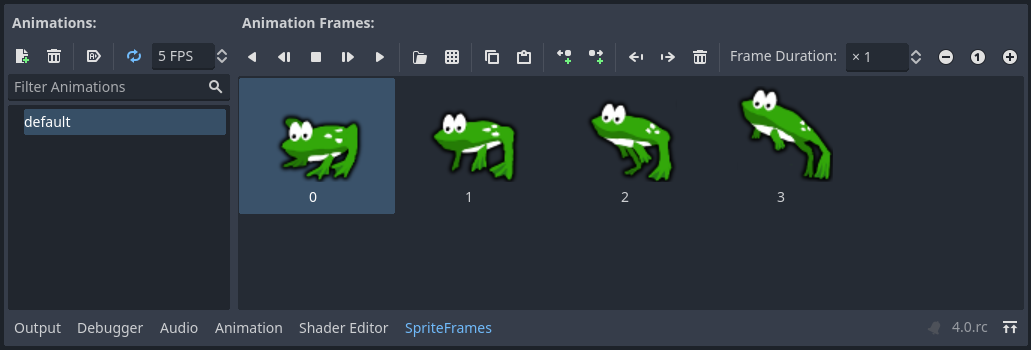 Animations:
Animation Frames:
5 FPS
Frame Duration:
× 1
Filter Animations
default
0
1
2
3
Output
Debugger
Audio
Animation
Shader Editor
SpriteFrames
4.0.rc